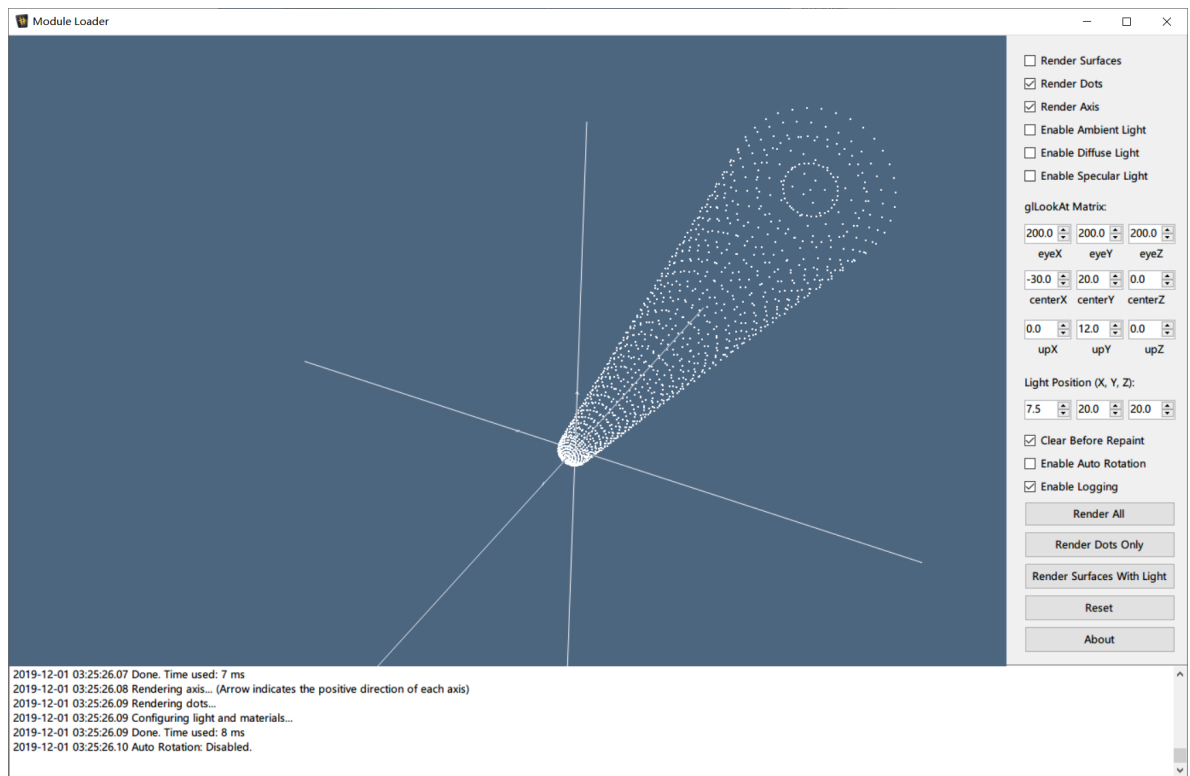 Module Loader
Render Surfaces
Render Dots
Render Axis
Enable Ambient Light
Enable Diffuse Light
Enable Specular Light
glLookAt Matrix:
200.0 200.0 200.0
eyeX eyeY eyeZ
-30.0 20.0 0.0
centerX centerY centerZ
0.0 12.0 0.0
upX upY upZ
Light Position (X, Y, Z):
7.5 20.0 20.0
Clear Before Repaint
Enable Auto Rotation
Enable Logging
Render All
Render Dots Only
Render Surfaces With Light
Reset
About
2019-12-01 03:25:26.07 Done. Time used: 7 ms
2019-12-01 03:25:26.08 Rendering axis... (Arrow indicates the positive direction of each axis)
2019-12-01 03:25:26.09 Rendering dots...
2019-12-01 03:25:26.09 Configuring light and materials...
2019-12-01 03:25:26.09 Done. Time used: 8 ms
2019-12-01 03:25:26.10 Auto Rotation: Disabled.